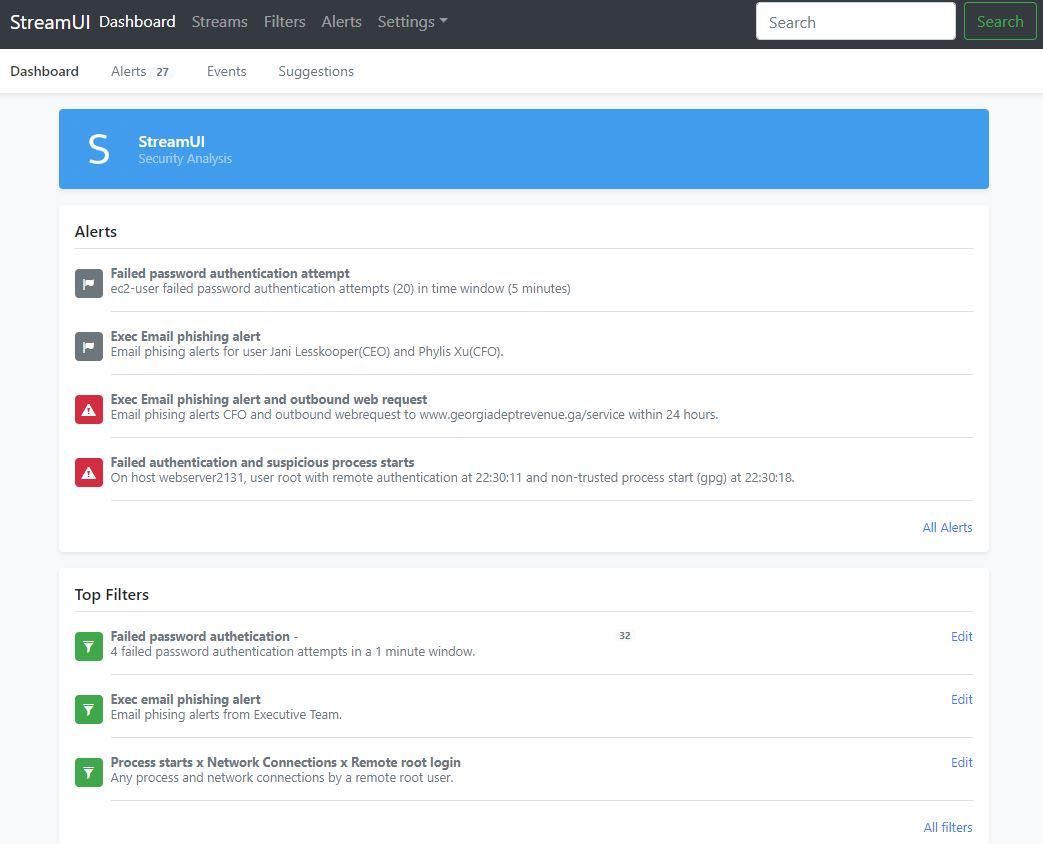 StreamUI Dashboard Streams Filters Alerts Settings Search Search
Dashboard Alerts 27 Events Suggestions
S
StreamUI
Security Analysis
Alerts
Failed password authentication attempt
ec2-user failed password authentication attempts (20) in time window (5 minutes)
Exec Email phishing alert
Email phising alerts for user Jani Lesskooper(CEO) and Phylis Xu(CFO).
Exec Email phishing alert and outbound web request
Email phising alerts CFO and outbound webrequest to www.georgiadeptrevenue.ga/service within 24 hours.
Failed authentication and suspicious process starts
On host webserver2131, user root with remote authentication at 22:30:11 and non-trusted process start (gpg) at 22:30:18.
All Alerts
Top Filters
Failed password authetication - 32 Edit
4 failed password authentication attempts in a 1 minute window.
Exec email phishing alert Edit
Email phising alerts from Executive Team.
Process starts x Network Connections x Remote root login Edit
Any process and network connections by a remote root user.
All filters